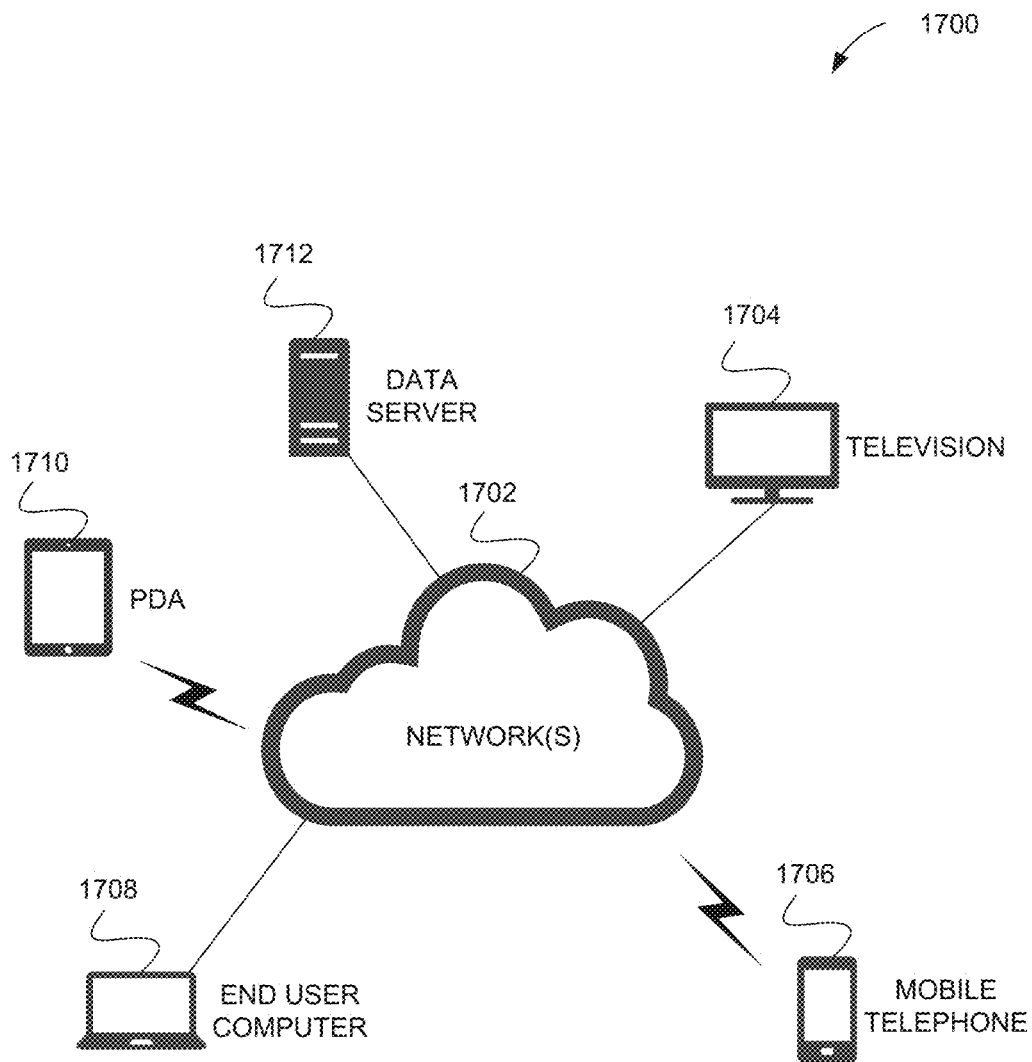 1700
1712
DATA
SERVER
1704
TELEVISION
1710
PDA
1702
NETWORK(S)
1708
END USER
COMPUTER
1706
MOBILE
TELEPHONE